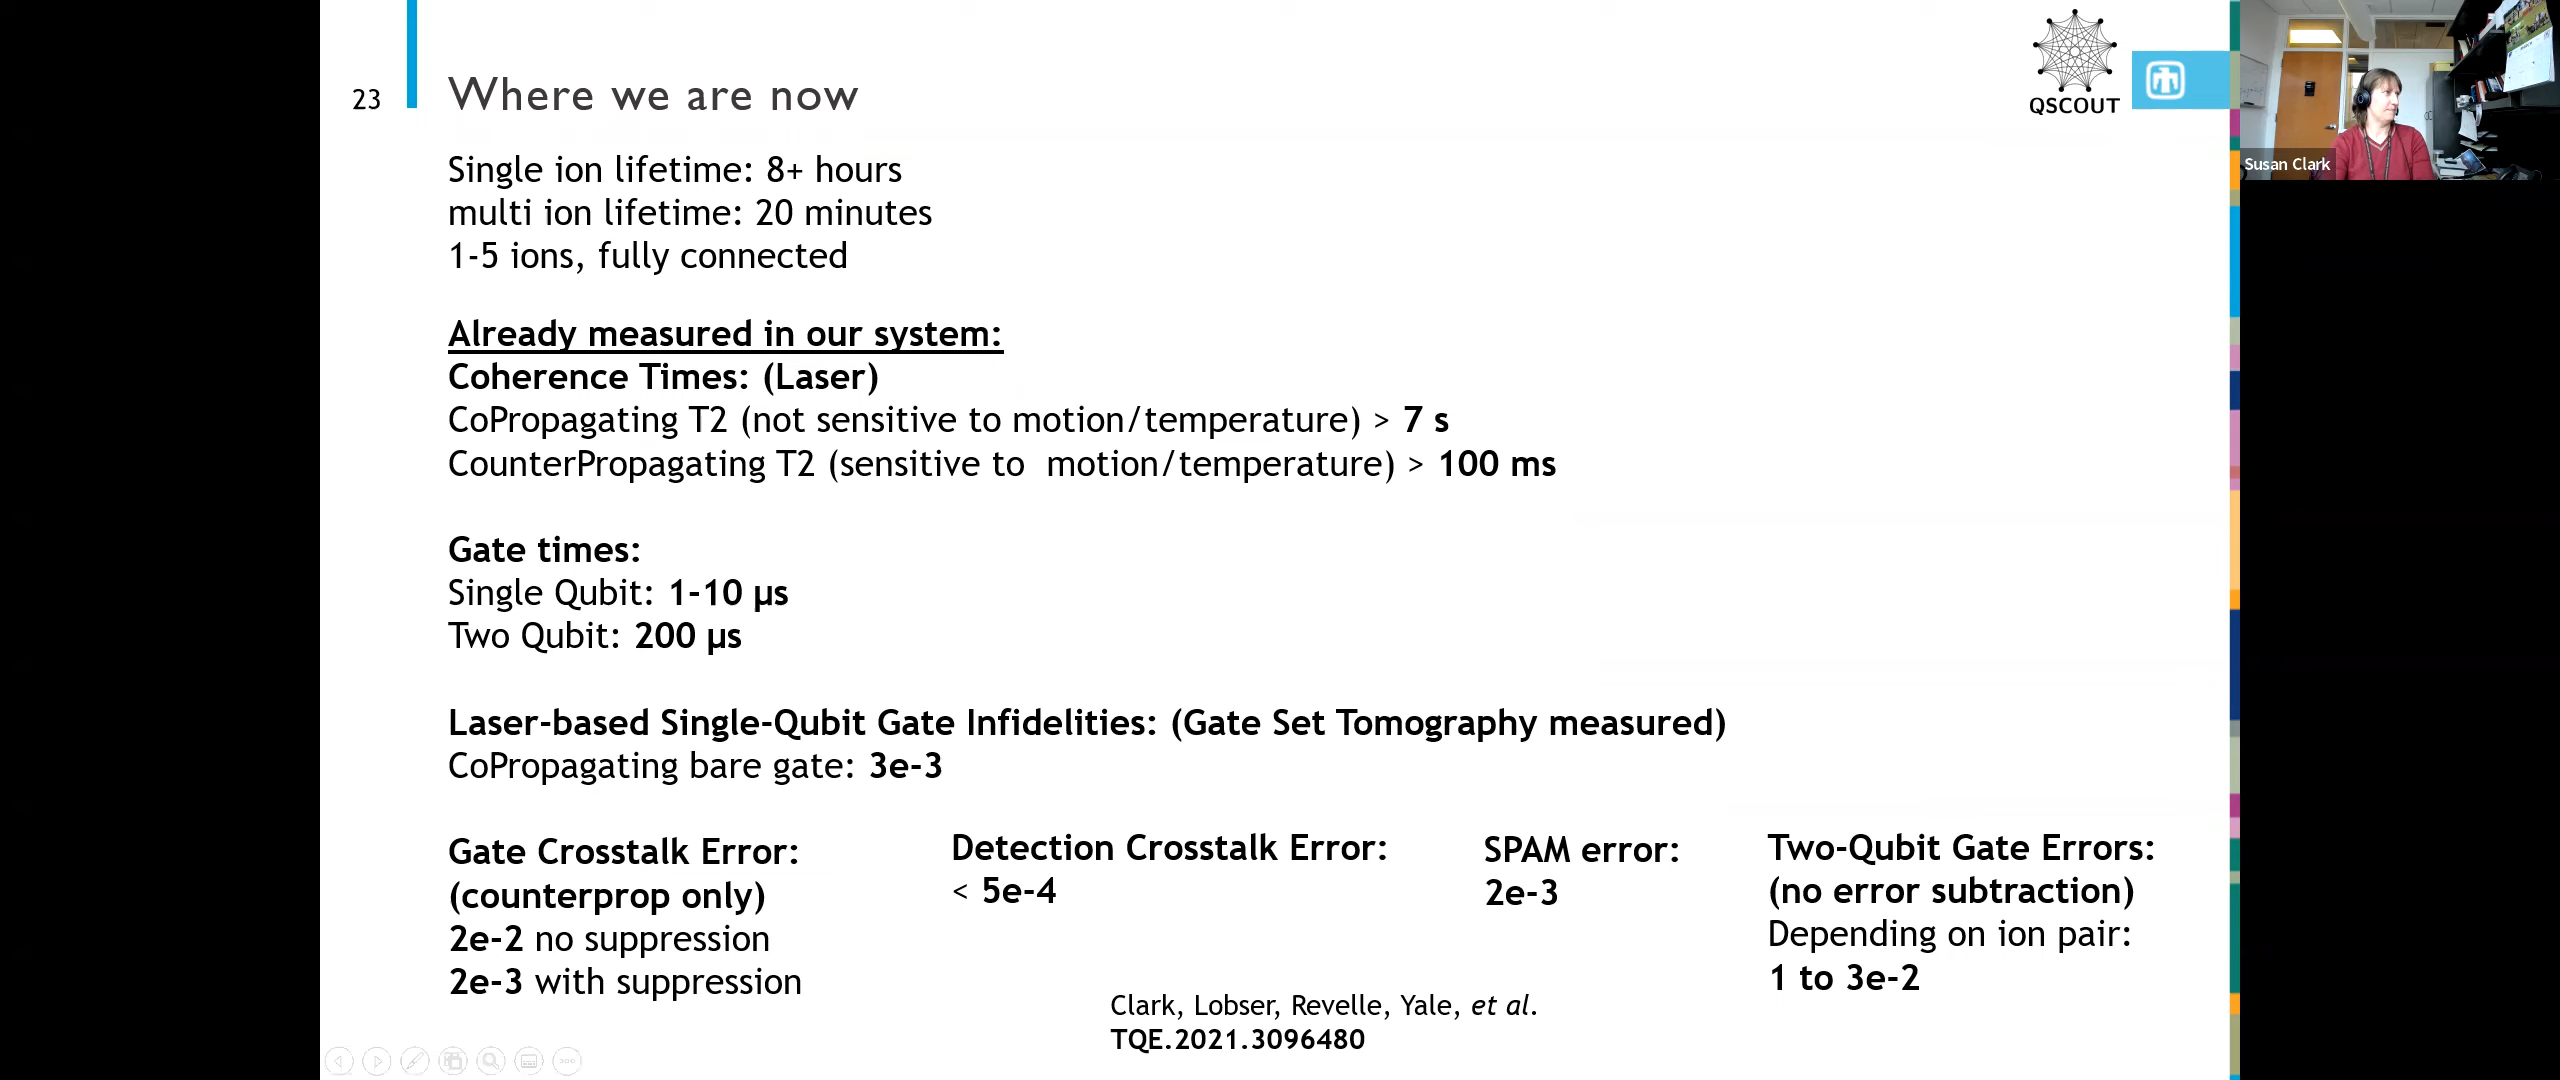 23
Where we are now
QSCOUT
Susan Clark
Single ion lifetime: 8+ hours
multi ion lifetime: 20 minutes
1-5 ions, fully connected
Already measured in our system:
Coherence Times: (Laser)
CoPropagating T2 (not sensitive to motion/temperature) > 7 s
CounterPropagating T2 (sensitive to  motion/temperature) > 100 ms
Gate times:
Single Qubit: 1-10 µs
Two Qubit: 200 µs
Laser-based Single-Qubit Gate Infidelities: (Gate Set Tomography measured)
CoPropagating bare gate: 3e-3
Gate Crosstalk Error:
(counterprop only)
2e-2 no suppression
2e-3 with suppression
Detection Crosstalk Error:
< 5e-4
SPAM error:
2e-3
Two-Qubit Gate Errors:
(no error subtraction)
Depending on ion pair:
1 to 3e-2
Clark, Lobser, Revelle, Yale, et al.
TQE.2021.3096480